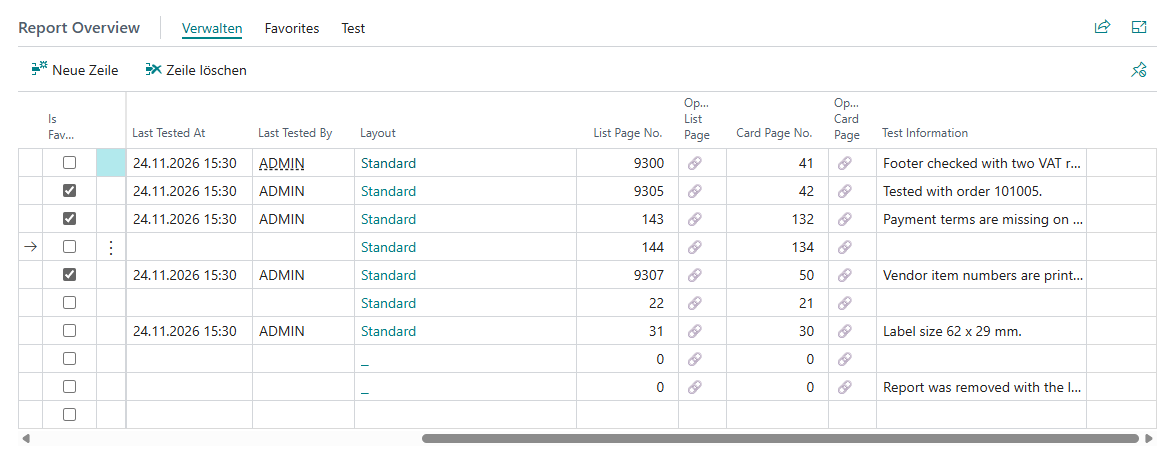 Report Overview Verwalten Favorites Test
Neue Zeile Zeile löschen
Is Fav... Last Tested At Last Tested By Layout List Page No. Op... List Page Card Page No. Op... Card Page Test Information
24.11.2026 15:30 ADMIN Standard 9300 41 Footer checked with two VAT r...
24.11.2026 15:30 ADMIN Standard 9305 42 Tested with order 101005.
24.11.2026 15:30 ADMIN Standard 143 132 Payment terms are missing on ...
Standard 144 134
24.11.2026 15:30 ADMIN Standard 9307 50 Vendor item numbers are print...
Standard 22 21
24.11.2026 15:30 ADMIN Standard 31 30 Label size 62 x 29 mm.
_ 0 0
_ 0 0 Report was removed with the l...